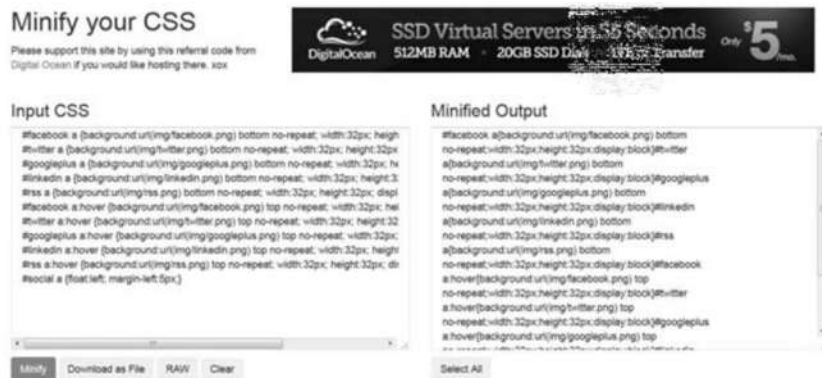 Minify your CSS
Please support this site by using this referral code from
Digital Ocean if you would like hosting there. xox
DigitalOcean
SSD Virtual Servers in 55 Seconds
512MB RAM 20GB SSD Transfer
Only $5/mo.
Input CSS
#facebook a {background:url(img/facebook.png) bottom no-repeat; width:32px; heigh
#twitter a {background:url(img/twitter.png) bottom no-repeat; width:32px; height:32px
#googleplus a {background:url(img/googleplus.png) bottom no-repeat; width:32px; he
#linkedin a {background:url(img/linkedin.png) bottom no-repeat; width:32px; height:3
#rss a {background:url(img/rss.png) bottom no-repeat; width:32px; height:32px; displ
#facebook a:hover {background:url(img/facebook.png) top no-repeat; width:32px; hei
#twitter a:hover {background:url(img/twitter.png) top no-repeat; width:32px; height:32
#googleplus a:hover {background:url(img/googleplus.png) top no-repeat; width:32px;
#linkedin a:hover {background:url(img/linkedin.png) top no-repeat; width:32px; height
#rss a:hover {background:url(img/rss.png) top no-repeat; width:32px; height:32px; di
#social a {float:left; margin-left:5px;}
Minify Download as File RAW Clear
Minified Output
#facebook a{background:url(img/facebook.png) bottom
no-repeat;width:32px;height:32px;display:block}#twitter
a{background:url(img/twitter.png) bottom
no-repeat;width:32px;height:32px;display:block}#googleplus
a{background:url(img/googleplus.png) bottom
no-repeat;width:32px;height:32px;display:block}#linkedin
a{background:url(img/linkedin.png) bottom
no-repeat;width:32px;height:32px;display:block}#rss
a{background:url(img/rss.png) bottom
no-repeat;width:32px;height:32px;display:block}#facebook
a:hover{background:url(img/facebook.png) top
no-repeat;width:32px;height:32px;display:block}#twitter
a:hover{background:url(img/twitter.png) top
no-repeat;width:32px;height:32px;display:block}#googleplus
a:hover{background:url(img/googleplus.png) top
Select All